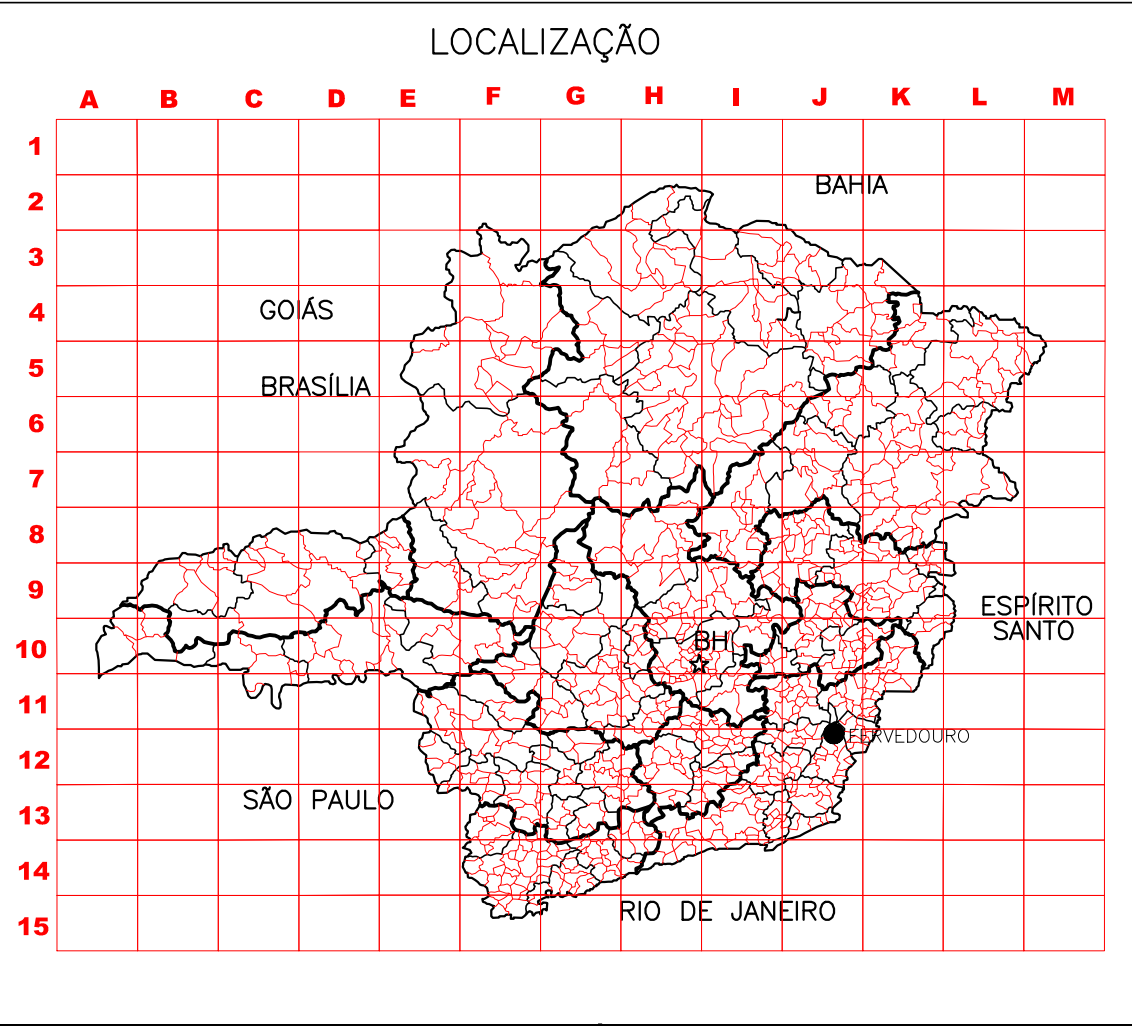 LOCALIZAÇÃO
A B C D E F G H I J K L M
1
2
BAHIA
3
4
GOIÁS
5
BRASÍLIA
6
7
8
9
ESPÍRITO
SANTO
10
BH
11
FERVEDOURO
12
13
SÃO PAULO
14
15
RIO DE JANEIRO